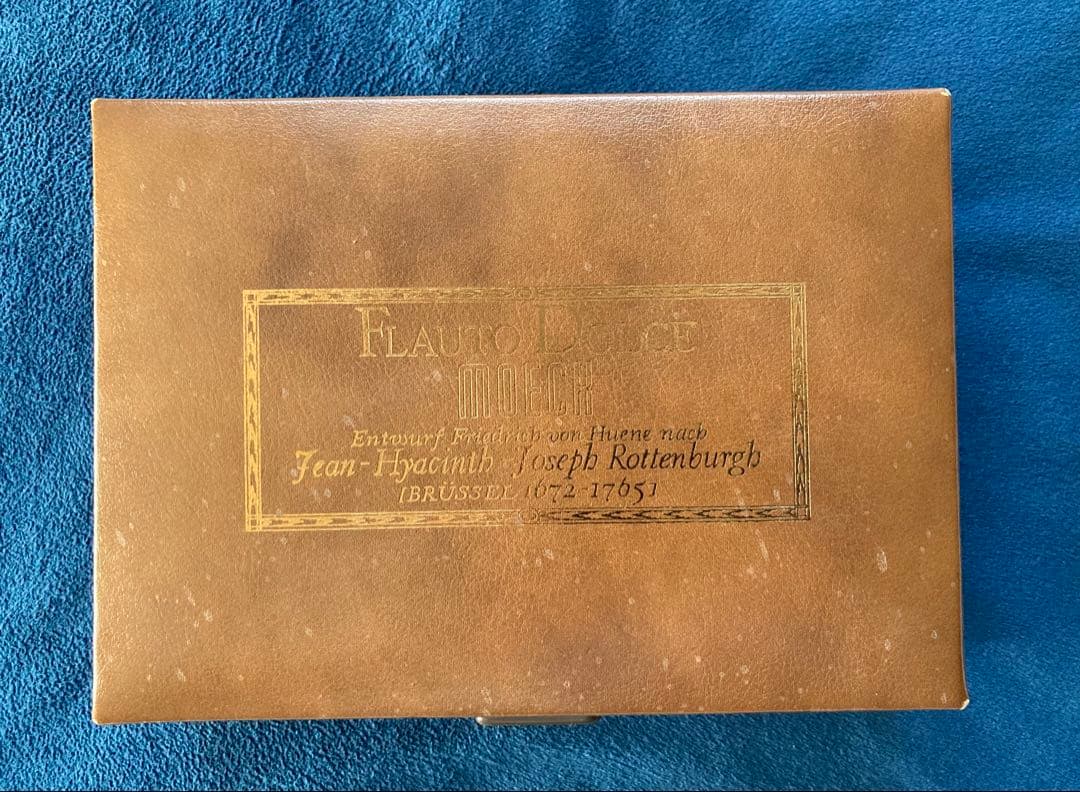 FLAUTO DOLCE
MOECK
Entwurf Friedrich von Huene nach
Jean-Hyacinth-Joseph Rottenburgh
[BRÜSSEL 1672-1765]